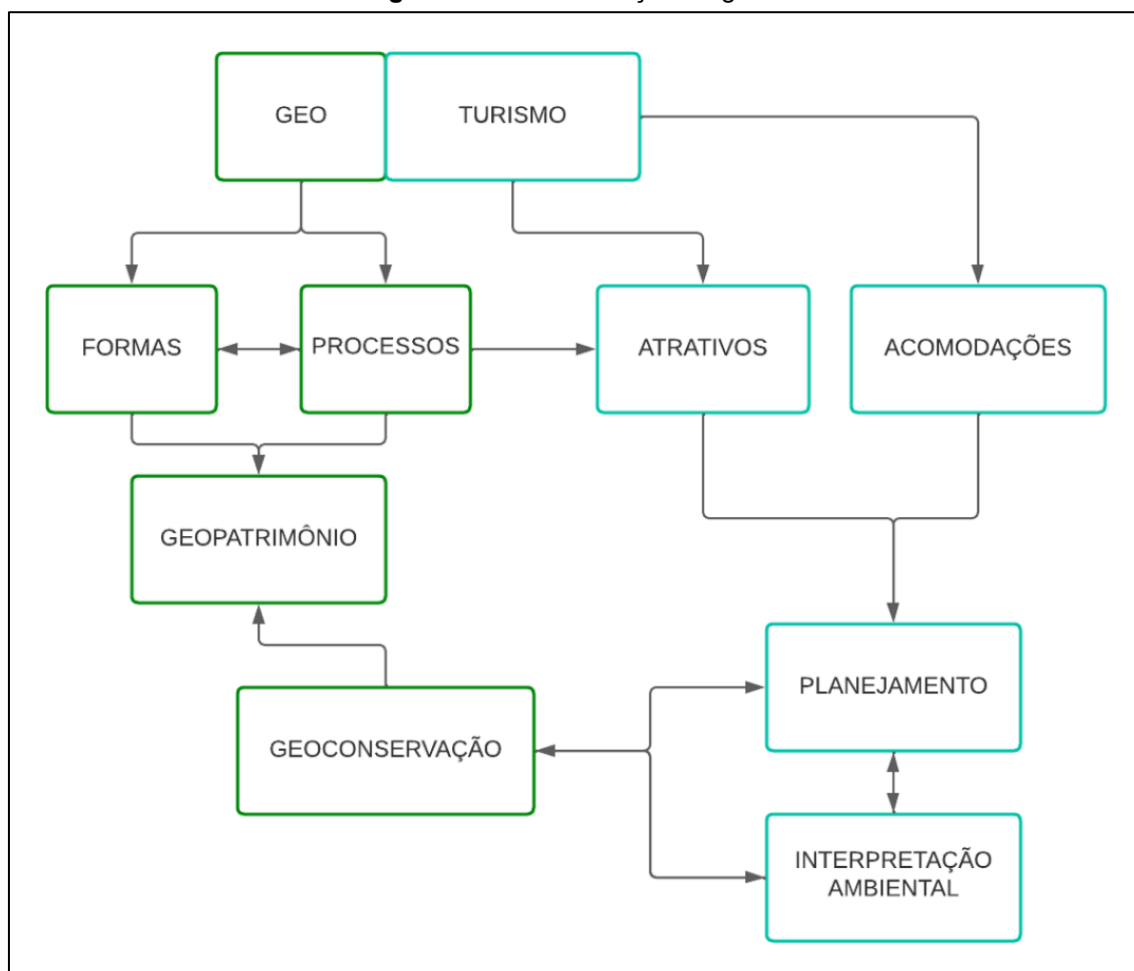 GEO
TURISMO
FORMAS
PROCESSOS
ATRATIVOS
ACOMODAÇÕES
GEOPATRIMÔNIO
GEOCONSERVAÇÃO
PLANEJAMENTO
INTERPRETAÇÃO
AMBIENTAL